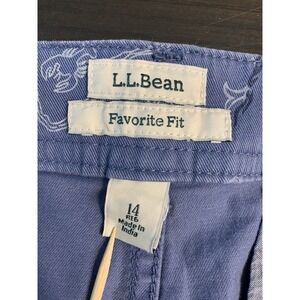 L.L.Bean
Favorite Fit
14
REG
Made in
India